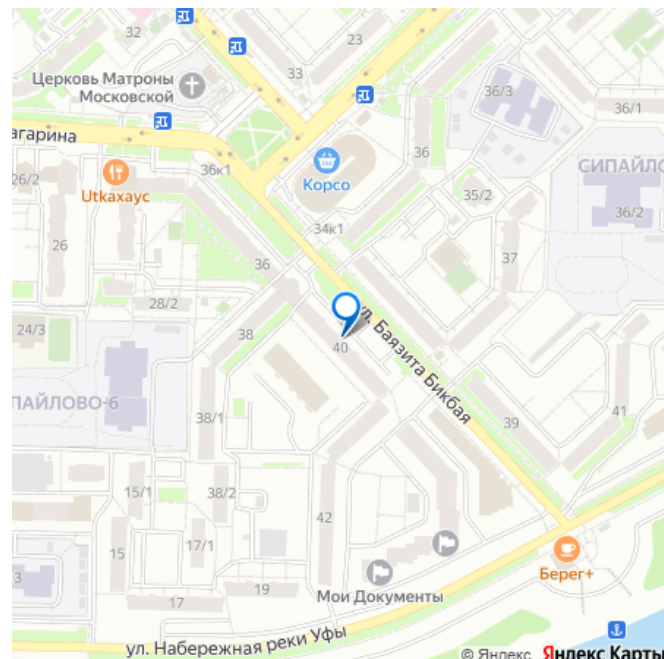 32
23
33
Церковь Матроны
Московской
36/3
36/1
агарина
36к1
Корсо
36
СИПАЙЛО
26/2
Utkaхаус
35/2
36/2
34к1
26
36
37
28/2
24/3
38
ул. Баязита Бикбая
40
ПАЙЛОВО-6
38/1
39
41
15/1
38/2
42
15
17/1
Берег+
3
19
Мои Документы
17
ул. Набережная реки Уфы
© Яндекс Яндекс Карты